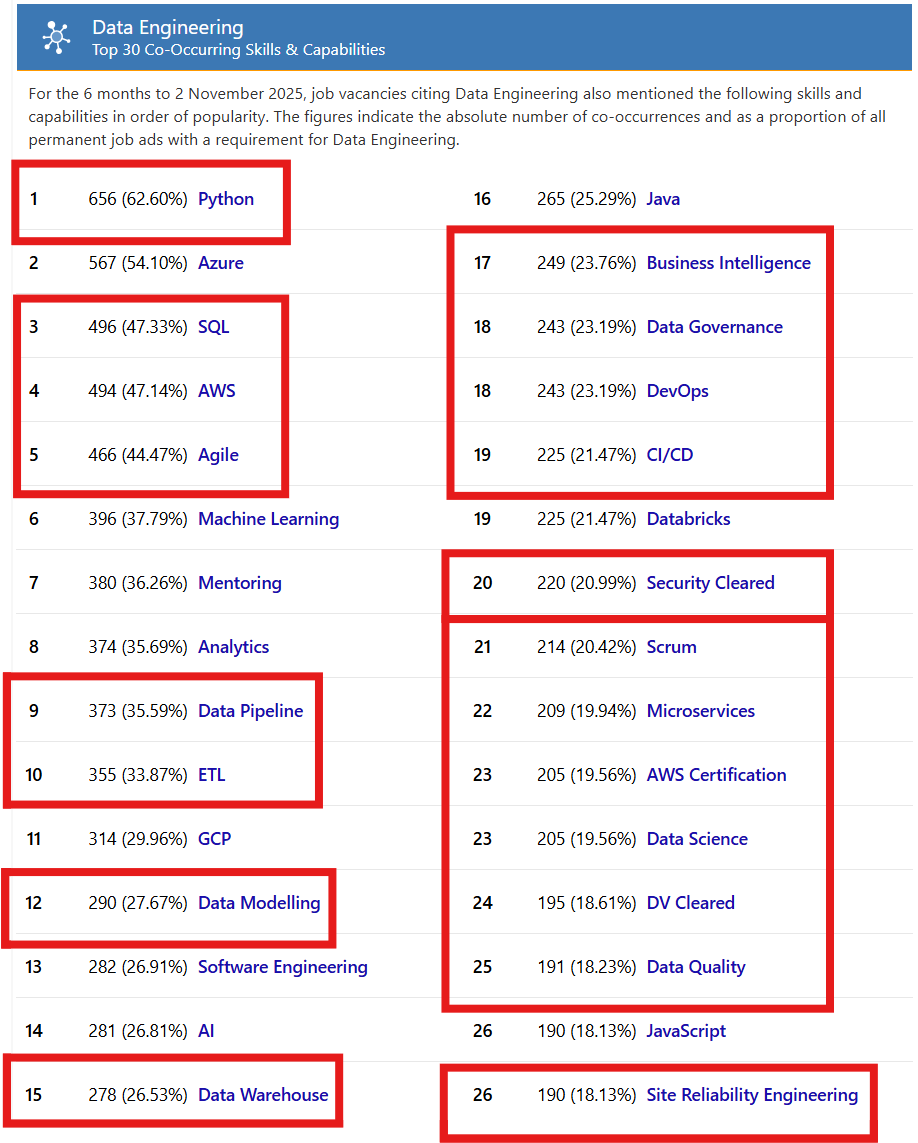 Data Engineering
Top 30 Co-Occurring Skills & Capabilities
For the 6 months to 2 November 2025, job vacancies citing Data Engineering also mentioned the following skills and
capabilities in order of popularity. The figures indicate the absolute number of co-occurrences and as a proportion of all
permanent job ads with a requirement for Data Engineering.
1 656 (62.60%) Python
2 567 (54.10%) Azure
3 496 (47.33%) SQL
4 494 (47.14%) AWS
5 466 (44.47%) Agile
6 396 (37.79%) Machine Learning
7 380 (36.26%) Mentoring
8 374 (35.69%) Analytics
9 373 (35.59%) Data Pipeline
10 355 (33.87%) ETL
11 314 (29.96%) GCP
12 290 (27.67%) Data Modelling
13 282 (26.91%) Software Engineering
14 281 (26.81%) AI
15 278 (26.53%) Data Warehouse
16 265 (25.29%) Java
17 249 (23.76%) Business Intelligence
18 243 (23.19%) Data Governance
18 243 (23.19%) DevOps
19 225 (21.47%) CI/CD
19 225 (21.47%) Databricks
20 220 (20.99%) Security Cleared
21 214 (20.42%) Scrum
22 209 (19.94%) Microservices
23 205 (19.56%) AWS Certification
23 205 (19.56%) Data Science
24 195 (18.61%) DV Cleared
25 191 (18.23%) Data Quality
26 190 (18.13%) JavaScript
26 190 (18.13%) Site Reliability Engineering